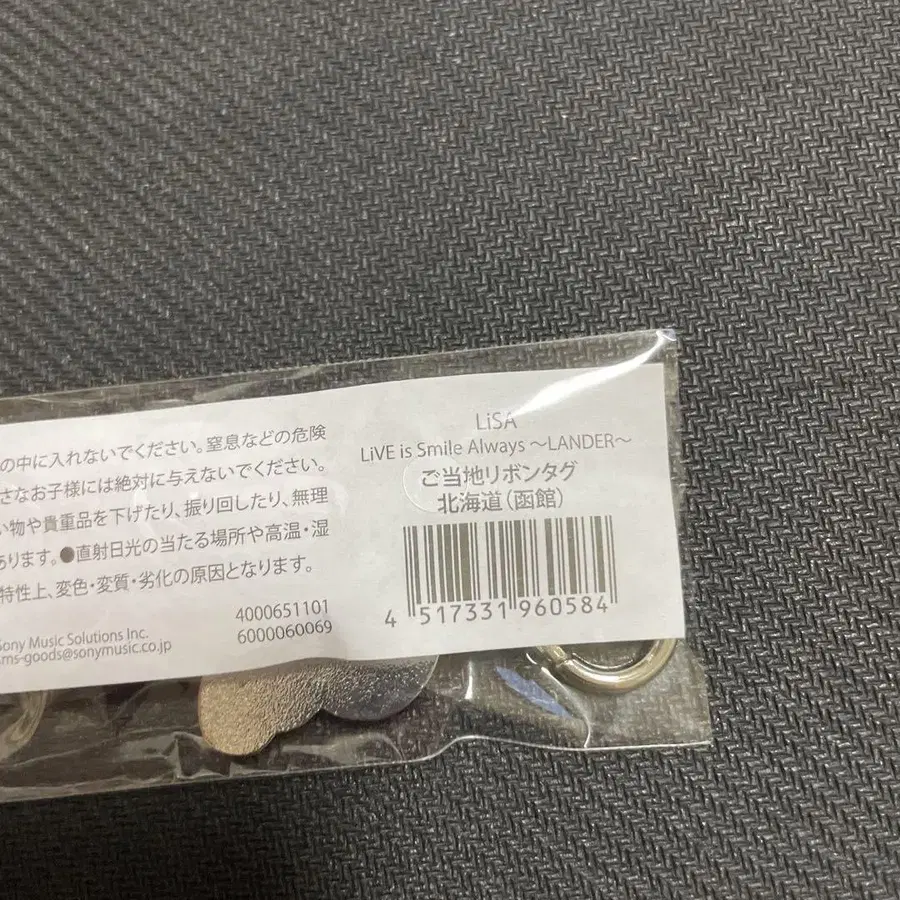 の中に入れないでください。窒息などの危険
さなお子様には絶対に与えないでください。
い物や貴重品を下げたり、振り回したり、無理
あります。●直射日光の当たる場所や高温・湿
特性上、変色・変質・劣化の原因となります。
4000651101
6000060069
Sony Music Solutions Inc.
ms-goods@sonymusic.co.jp
LiSA
LiVE is Smile Always ～LANDER～
ご当地リボンタグ
北海道(函館)
4 517331 960584